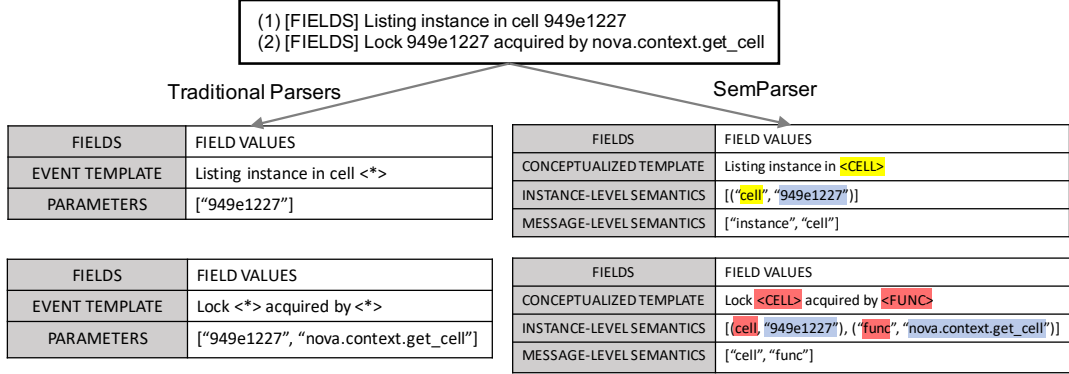 (1) [FIELDS] Listing instance in cell 949e1227
(2) [FIELDS] Lock 949e1227 acquired by nova.context.get_cell
Traditional Parsers
SemParser
FIELDS FIELD VALUES
EVENT TEMPLATE Listing instance in cell <*>
PARAMETERS [“949e1227”]
FIELDS FIELD VALUES
CONCEPTUALIZED TEMPLATE Listing instance in <CELL>
INSTANCE-LEVEL SEMANTICS [(“cell”, “949e1227”)]
MESSAGE-LEVEL SEMANTICS [“instance”, “cell”]
FIELDS FIELD VALUES
EVENT TEMPLATE Lock <*> acquired by <*>
PARAMETERS [“949e1227”, “nova.context.get_cell”]
FIELDS FIELD VALUES
CONCEPTUALIZED TEMPLATE Lock <CELL> acquired by <FUNC>
INSTANCE-LEVEL SEMANTICS [(cell, “949e1227”), (“func”, “nova.context.get_cell”)]
MESSAGE-LEVEL SEMANTICS [“cell”, “func”]